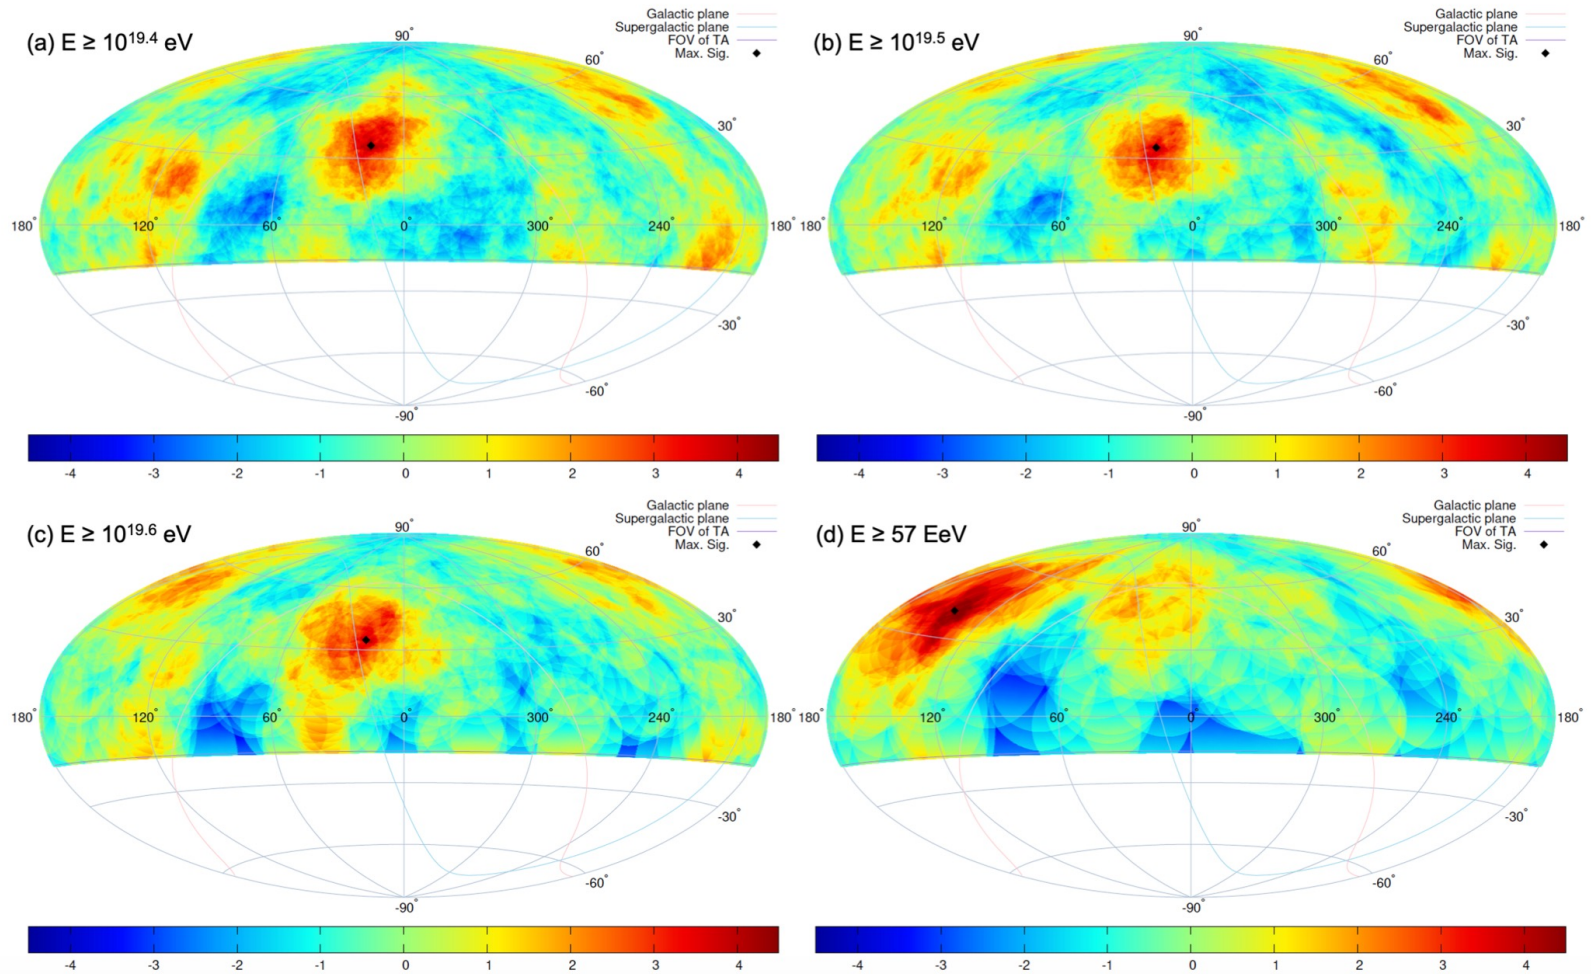 (a) E ≥ 10^19.4 eV
Galactic plane
Supergalactic plane
FOV of TA
Max. Sig.
90°
60°
30°
180° 120° 60° 0 300° 240° 180°
-30°
-60°
-90°
-4 -3 -2 -1 0 1 2 3 4
(b) E ≥ 10^19.5 eV
Galactic plane
Supergalactic plane
FOV of TA
Max. Sig.
90°
60°
30°
120° 60° 0 300° 240° 180°
-30°
-60°
-90°
-4 -3 -2 -1 0 1 2 3 4
(c) E ≥ 10^19.6 eV
Galactic plane
Supergalactic plane
FOV of TA
Max. Sig.
90°
60°
30°
180° 120° 60° 0° 300° 240° 180°
-30°
-60°
-90°
-4 -3 -2 -1 0 1 2 3 4
(d) E ≥ 57 EeV
Galactic plane
Supergalactic plane
FOV of TA
Max. Sig.
90°
60°
30°
120° 60° 0° 300° 240° 180°
-30°
-60°
-90°
-4 -3 -2 -1 0 1 2 3 4